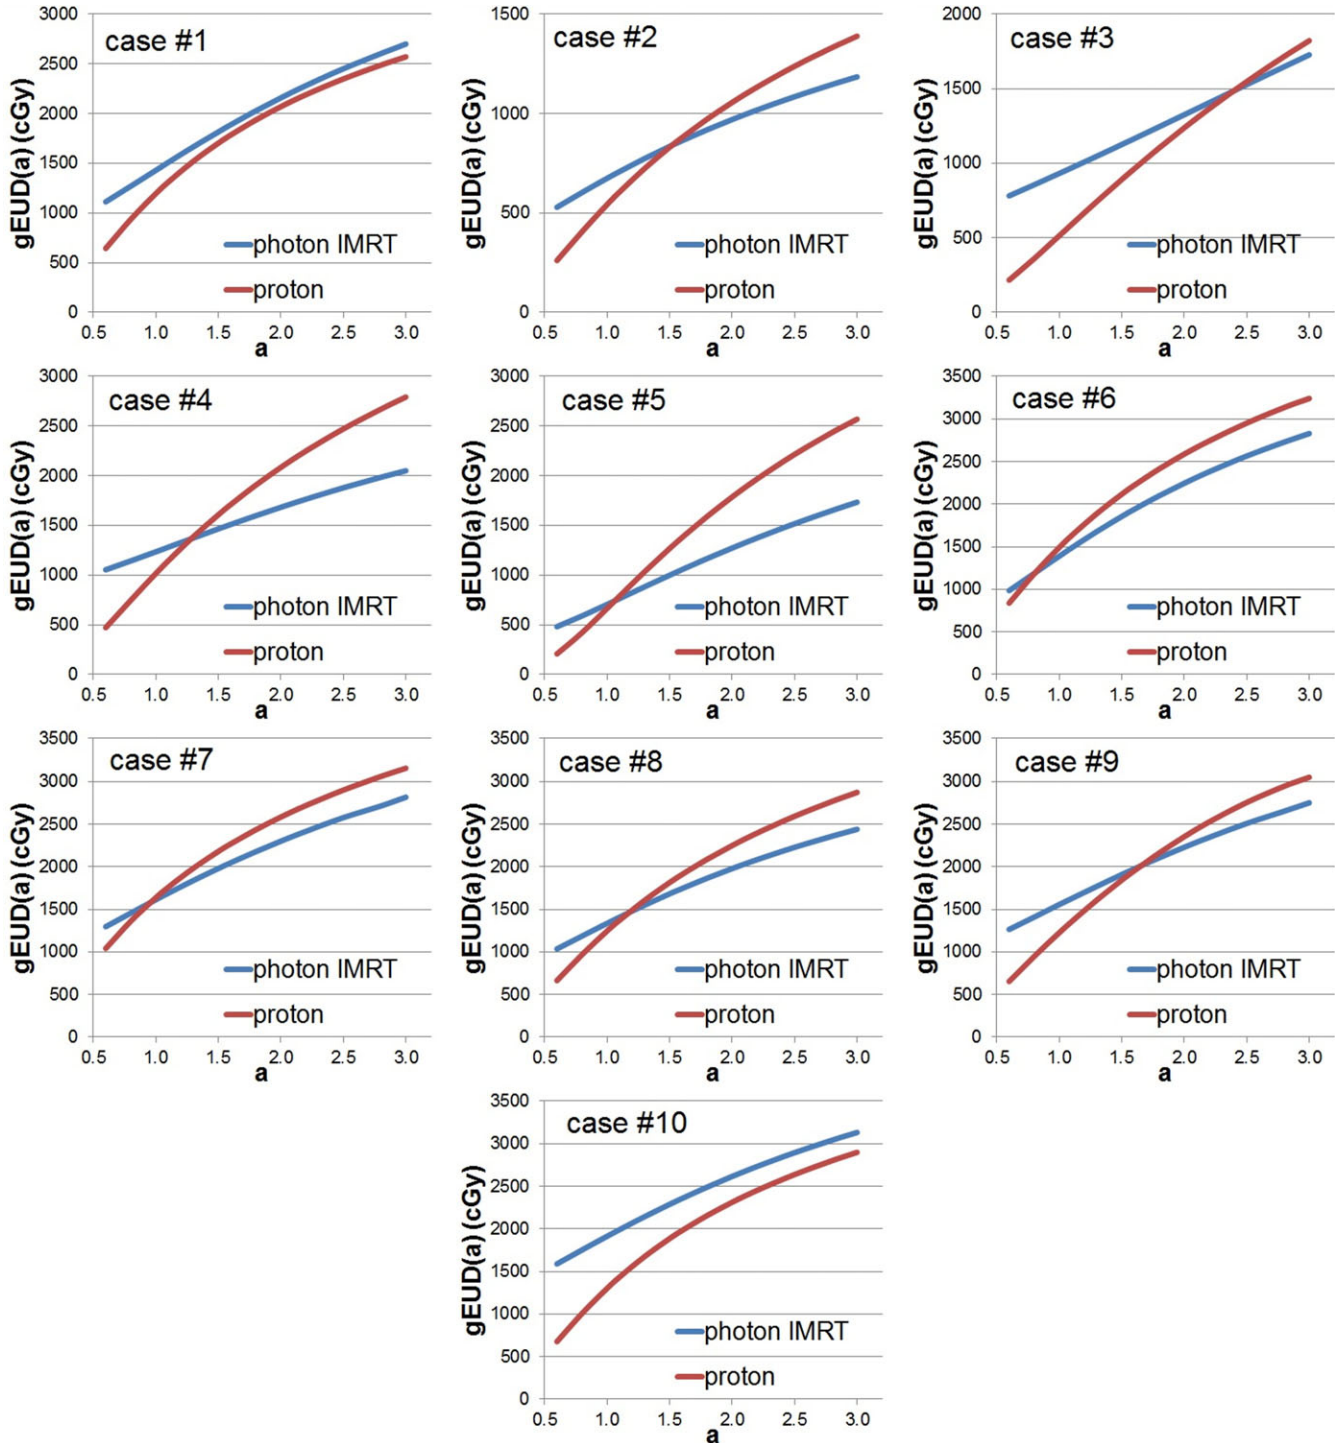 case #1
3000
2500
2000
1500
1000
500
0
gEUD(a) (cGy)
photon IMRT
proton
0.5 1.0 1.5 2.0 2.5 3.0
a
case #2
1500
1000
500
0
gEUD(a) (cGy)
photon IMRT
proton
0.5 1.0 1.5 2.0 2.5 3.0
a
case #3
2000
1500
1000
500
0
gEUD(a) (cGy)
photon IMRT
proton
0.5 1.0 1.5 2.0 2.5 3.0
a
case #4
3000
2500
2000
1500
1000
500
0
gEUD(a) (cGy)
photon IMRT
proton
0.5 1.0 1.5 2.0 2.5 3.0
a
case #5
3000
2500
2000
1500
1000
500
0
gEUD(a) (cGy)
photon IMRT
proton
0.5 1.0 1.5 2.0 2.5 3.0
a
case #6
3500
3000
2500
2000
1500
1000
500
0
gEUD(a) (cGy)
photon IMRT
proton
0.5 1.0 1.5 2.0 2.5 3.0
a
case #7
3500
3000
2500
2000
1500
1000
500
0
gEUD(a) (cGy)
photon IMRT
proton
0.5 1.0 1.5 2.0 2.5 3.0
a
case #8
3500
3000
2500
2000
1500
1000
500
0
gEUD(a) (cGy)
photon IMRT
proton
0.5 1.0 1.5 2.0 2.5 3.0
a
case #9
3500
3000
2500
2000
1500
1000
500
0
gEUD(a) (cGy)
photon IMRT
proton
0.5 1.0 1.5 2.0 2.5 3.0
a
case #10
3500
3000
2500
2000
1500
1000
500
0
gEUD(a) (cGy)
photon IMRT
proton
0.5 1.0 1.5 2.0 2.5 3.0
a